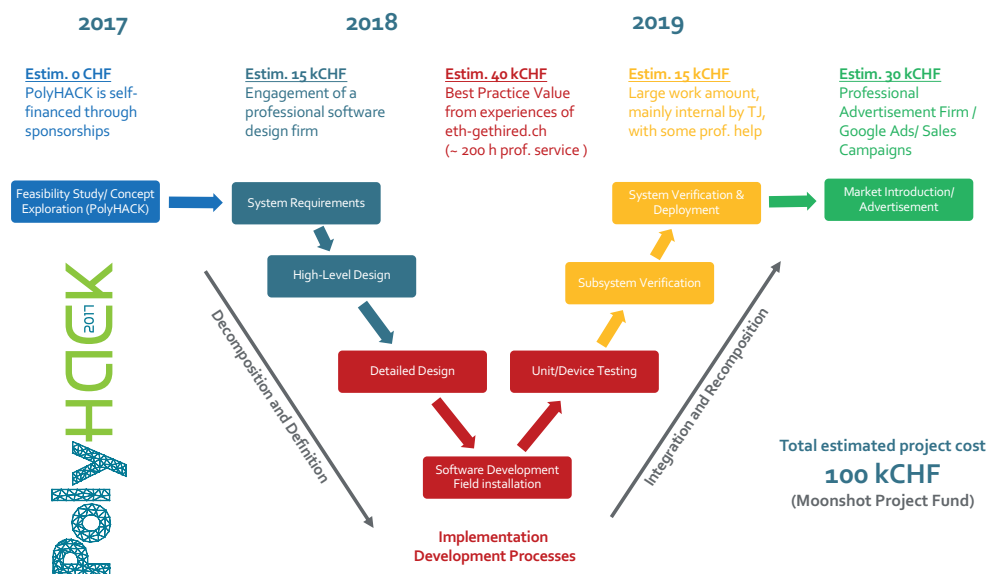 2017
2018
2019
Estim. 0 CHF
PolyHACK is self-
financed through
sponsorships
Estim. 15 kCHF
Engagement of a
professional software
design firm
Estim. 40 kCHF
Best Practice Value
from experiences of
eth-gethired.ch
(~ 200 h prof. service )
Estim. 15 kCHF
Large work amount,
mainly internal by TJ,
with some prof. help
Estim. 30 kCHF
Professional
Advertisement Firm /
Google Ads/ Sales
Campaigns
Feasibility Study/ Concept
Exploration (PolyHACK)
System Requirements
System Verification &
Deployment
Market Introduction/
Advertisement
High-Level Design
Subsystem Verification
Detailed Design
Unit/Device Testing
Software Development
Field installation
Decomposition and Definition
Integration and Recomposition
PolyHACK
2017
Implementation
Development Processes
Total estimated project cost
100 kCHF
(Moonshot Project Fund)